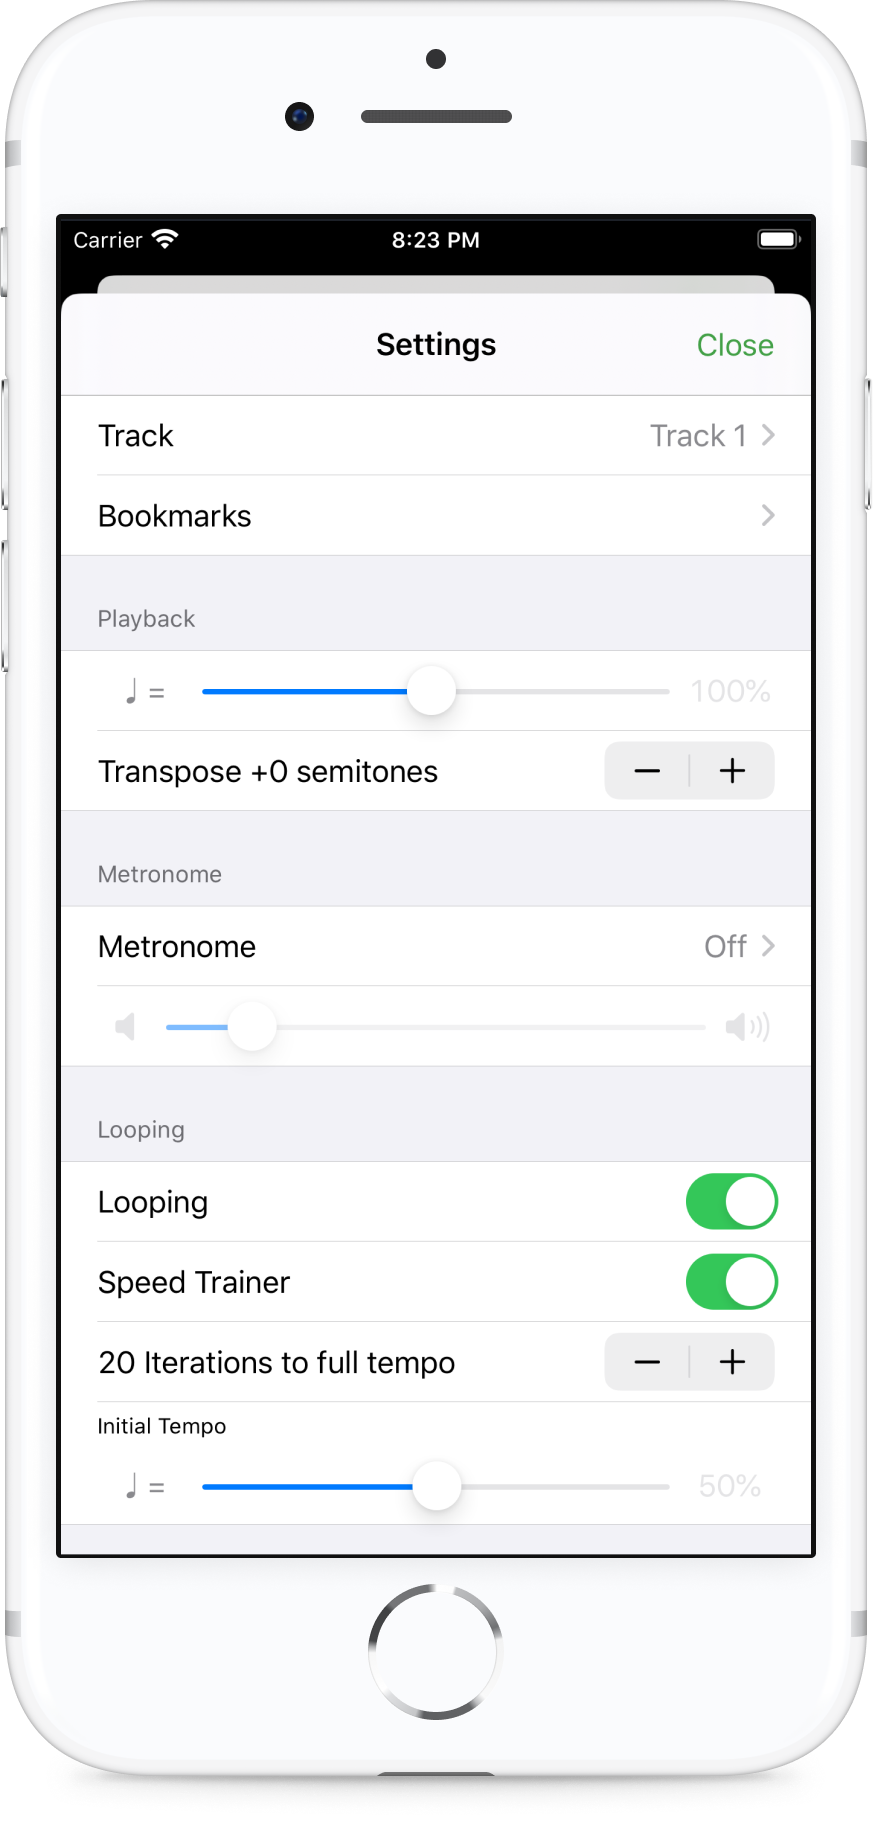 Carrier 8:23 PM
Settings Close
Track Track 1
Bookmarks
Playback
= 100%
Transpose +0 semitones − +
Metronome
Metronome Off
Looping
Looping
Speed Trainer
20 Iterations to full tempo − +
Initial Tempo
= 50%